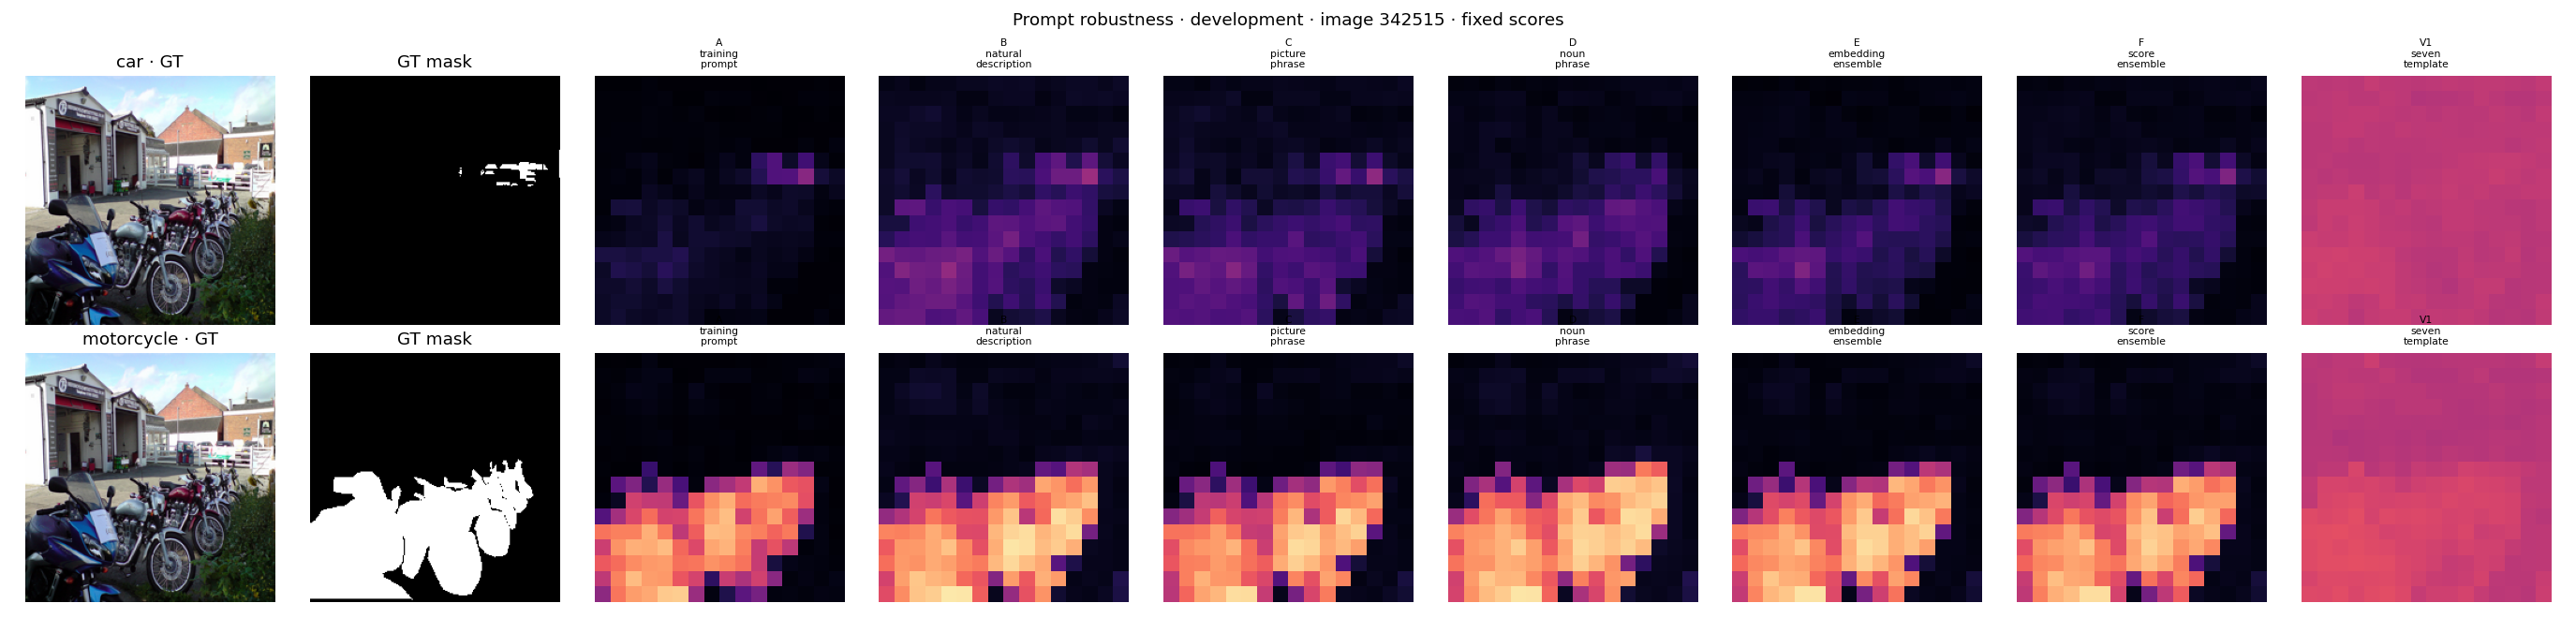 Prompt robustness · development · image 342515 · fixed scores
car · GT
GT mask
A
training
prompt
B
natural
description
C
picture
phrase
D
noun
phrase
E
embedding
ensemble
F
score
ensemble
V1
seven
template
motorcycle · GT
GT mask
training
prompt
natural
description
picture
phrase
noun
phrase
embedding
ensemble
score
ensemble
V1
seven
template